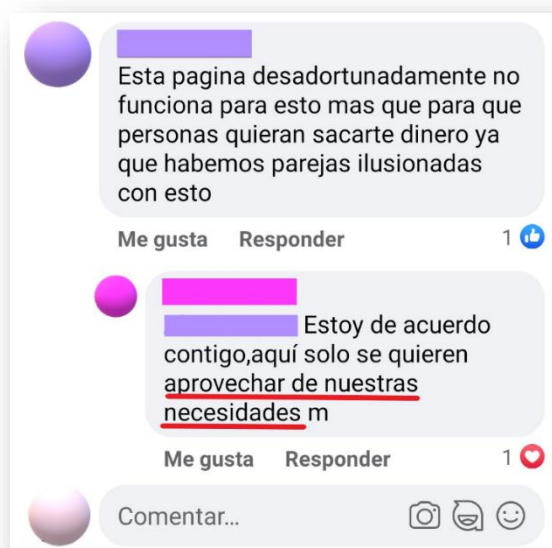 Esta pagina desadortunadamente no
funciona para esto mas que para que
personas quieran sacarte dinero ya
que habemos parejas ilusionadas
con esto
Me gusta Responder 1
Estoy de acuerdo
contigo,aquí solo se quieren
aprovechar de nuestras
necesidades m
Me gusta Responder 1
Comentar...